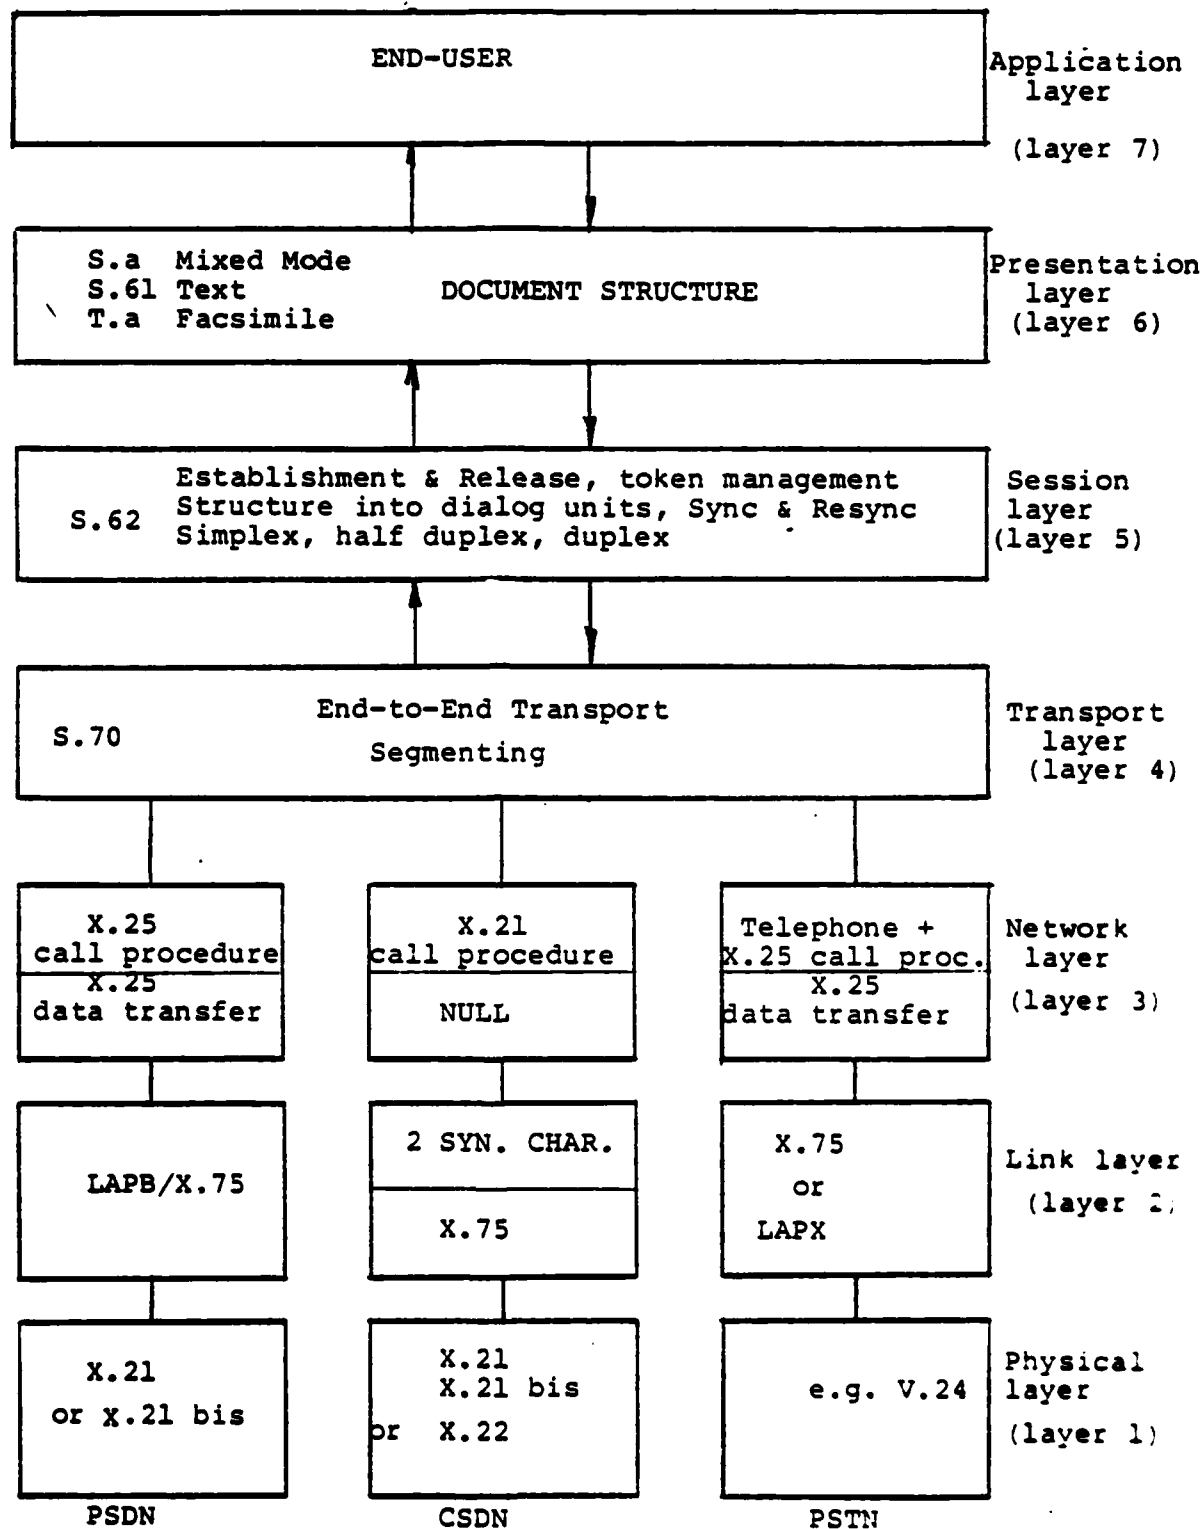 END-USER
Application
layer
(layer 7)
S.a Mixed Mode
S.61 Text
T.a Facsimile
DOCUMENT STRUCTURE
Presentation
layer
(layer 6)
S.62
Establishment & Release, token management
Structure into dialog units, Sync & Resync
Simplex, half duplex, duplex
Session
layer
(layer 5)
S.70
End-to-End Transport
Segmenting
Transport
layer
(layer 4)
X.25
call procedure
X.25
data transfer
X.21
call procedure
NULL
Telephone +
X.25 call proc.
X.25
data transfer
Network
layer
(layer 3)
LAPB/X.75
2 SYN. CHAR.
X.75
X.75
or
LAPX
Link layer
(layer 2)
X.21
or X.21 bis
X.21
X.21 bis
or X.22
e.g. V.24
Physical
layer
(layer 1)
PSDN
CSDN
PSTN